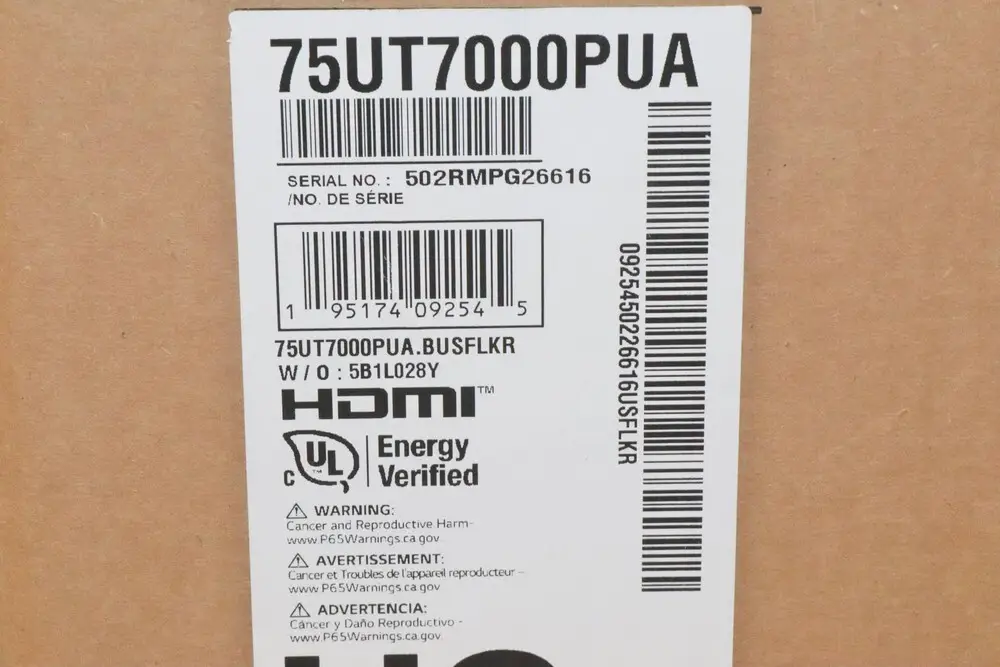 75UT7000PUA
SERIAL NO. : 502RMPG26616
/NO. DE SÉRIE
1 95174 09254 5
75UT7000PUA.BUSFLKR
W / O : 5B1L028Y
HDMI™
c UL™ Energy
Verified
⚠ WARNING:
Cancer and Reproductive Harm-
www.P65Warnings.ca.gov.
⚠ AVERTISSEMENT:
Cancer et Troubles de l'appareil reproducteur –
www.P65Warnings.ca.gov
⚠ ADVERTENCIA:
Cáncer y Daño Reproductivo -
www.P65Warnings.ca.gov.
0925450226616USFLKR